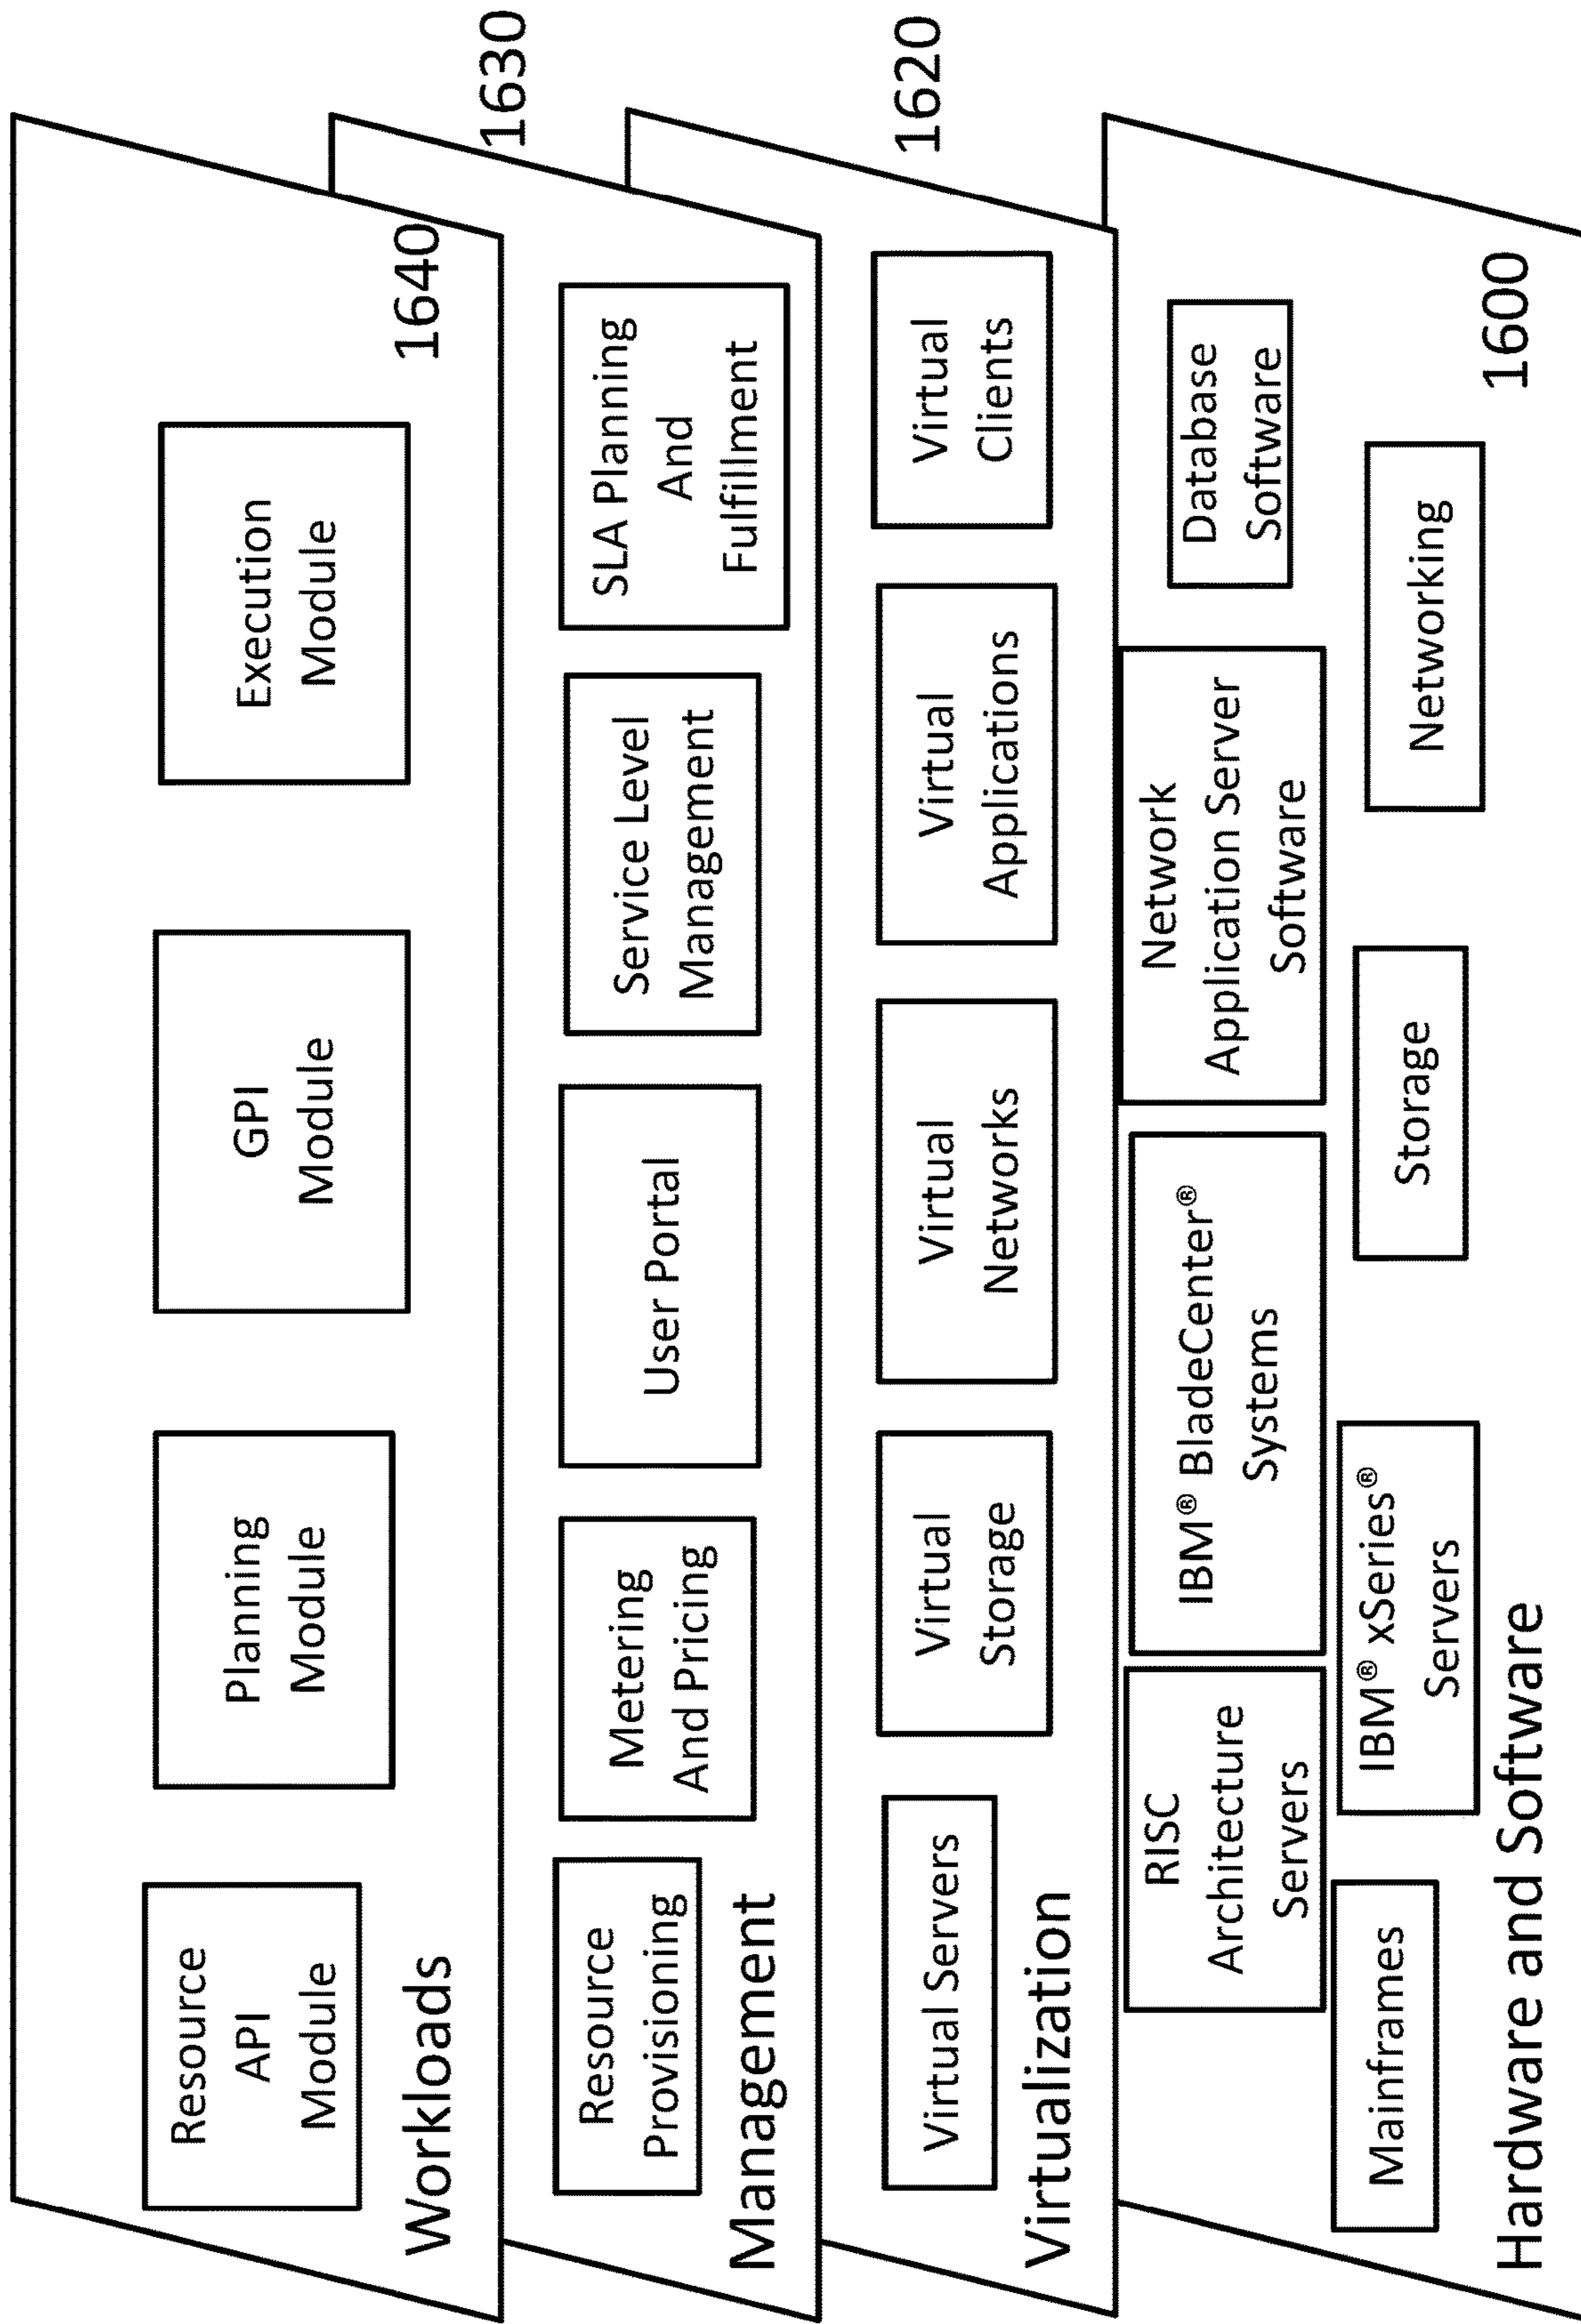 Resource
API
Module
Planning
Module
GPI
Module
Execution
Module
Workloads
1640
Resource
Provisioning
Metering
And Pricing
User Portal
Service Level
Management
SLA Planning
And
Fulfillment
Management
1630
Virtual Servers
Virtual
Storage
Virtual
Networks
Virtual
Applications
Virtual
Clients
Virtualization
1620
RISC
Architecture
Servers
IBM® BladeCenter®
Systems
Network
Application Server
Software
Database
Software
Mainframes
IBM® xSeries®
Servers
Storage
Networking
Hardware and Software
1600